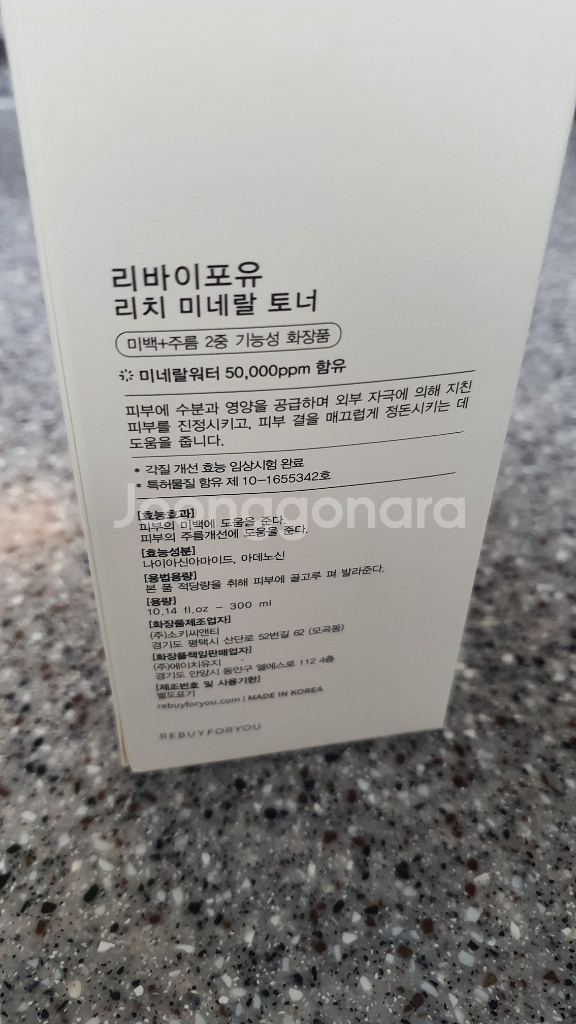 리바이포유
리치 미네랄 토너
미백+주름 2중 기능성 화장품
미네랄워터 50,000ppm 함유
피부에 수분과 영양을 공급하며 외부 자극에 의해 지친
피부를 진정시키고, 피부 결을 매끄럽게 정돈시키는 데
도움을 줍니다.
* 각질 개선 효능 임상시험 완료
* 특허물질 함유 제 10-1655342호
Joonggonara
[효능효과]
피부의 미백에 도움을 준다.
피부의 주름개선에 도움을 준다.
[효능성분]
나이아신아마이드, 아데노신
[용법용량]
본 품 적당량을 취해 피부에 골고루 펴 발라준다.
[용량]
10.14 fl.oz - 300 ml
[화장품제조업자]
(주)소키씨앤티
경기도 평택시 산단로 52번길 62 (모곡동)
[화장품책임판매업자]
(주)에이치유지
경기도 안양시 동안구 엘에스로 112 4층
[제조번호 및 사용기한]
별도표기
rebuyforyou.com | MADE IN KOREA
REBUYFORYOU